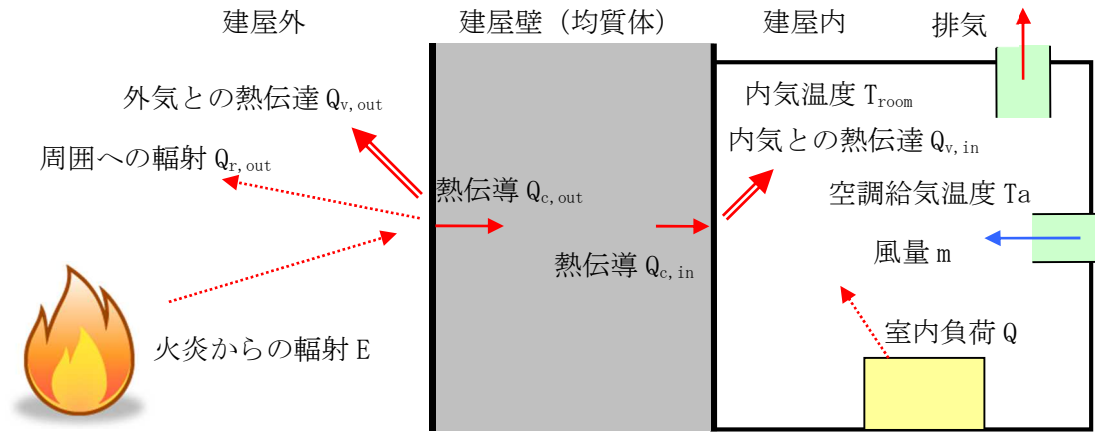 建屋外
建屋壁（均質体）
建屋内
排気
外気との熱伝達 Qv,out
内気温度 Troom
周囲への輻射 Qr,out
内気との熱伝達 Qv,in
熱伝導 Qc,out
空調給気温度 Ta
熱伝導 Qc,in
風量 m
火炎からの輻射 E
室内負荷 Q